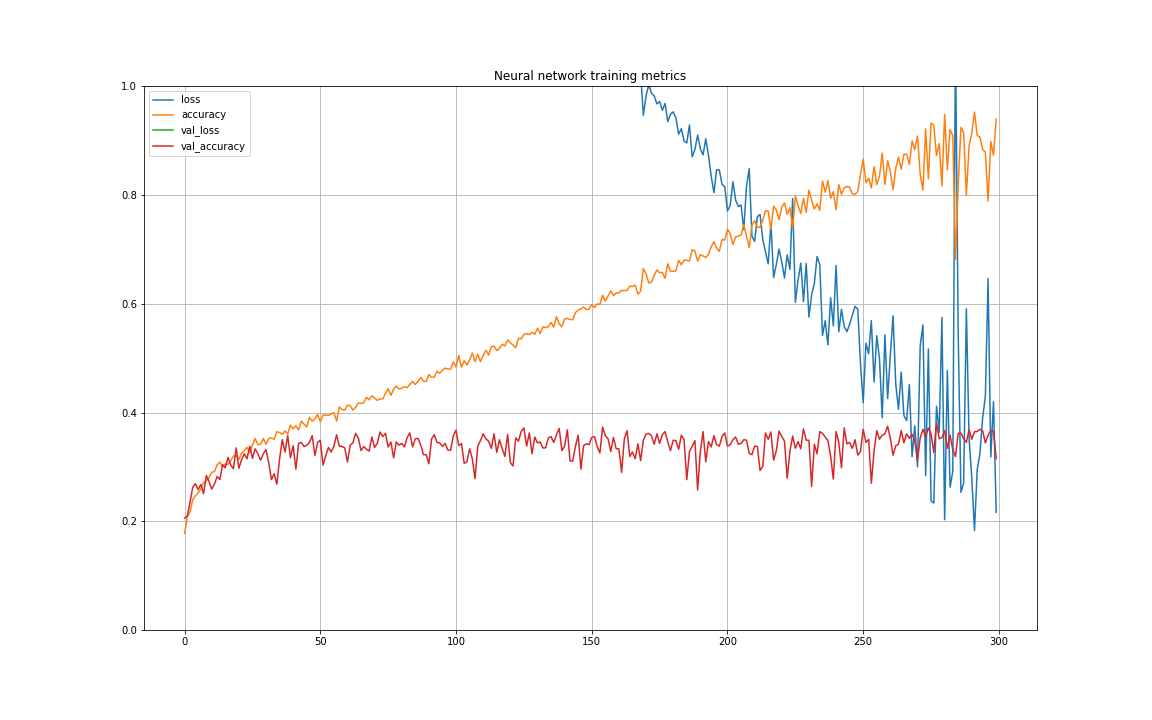 Neural network training metrics
1.0
loss
accuracy
val_loss
val_accuracy
0.8
0.6
0.4
0.2
0.0
0 50 100 150 200 250 300